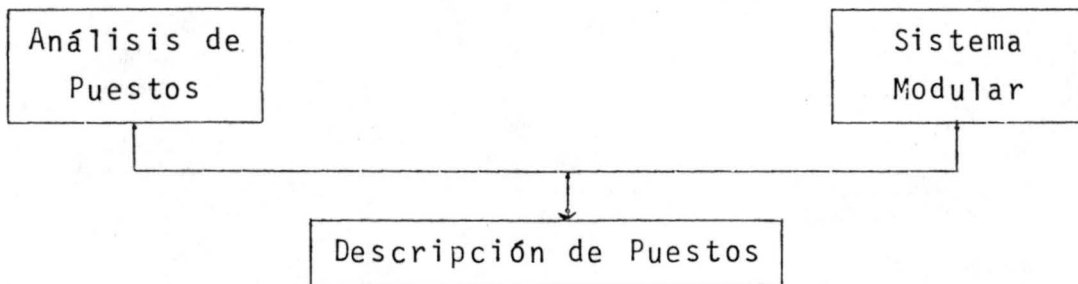 Análisis de
Puestos
Sistema
Modular
Descripción de Puestos